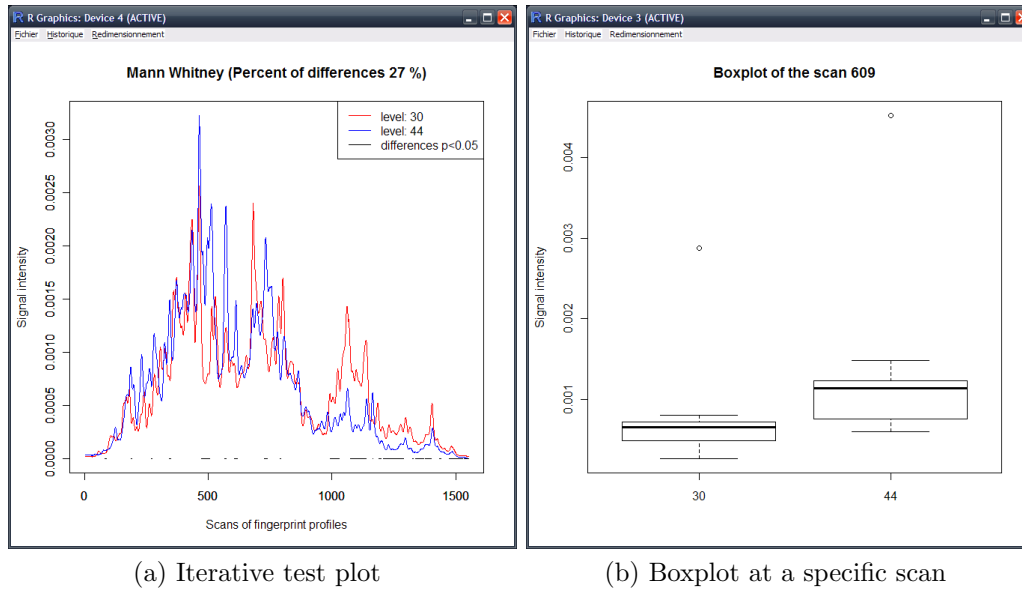 R Graphics: Device 4 (ACTIVE)
Fichier Historique Redimensionnement
Mann Whitney (Percent of differences 27 %)
level: 30
level: 44
differences p<0.05
Signal intensity
0.0030
0.0025
0.0020
0.0015
0.0010
0.0005
0.0000
0 500 1000 1500
Scans of fingerprint profiles
(a) Iterative test plot
R Graphics: Device 3 (ACTIVE)
Fichier Historique Redimensionnement
Boxplot of the scan 609
Signal intensity
0.004
0.003
0.002
0.001
30 44
(b) Boxplot at a specific scan